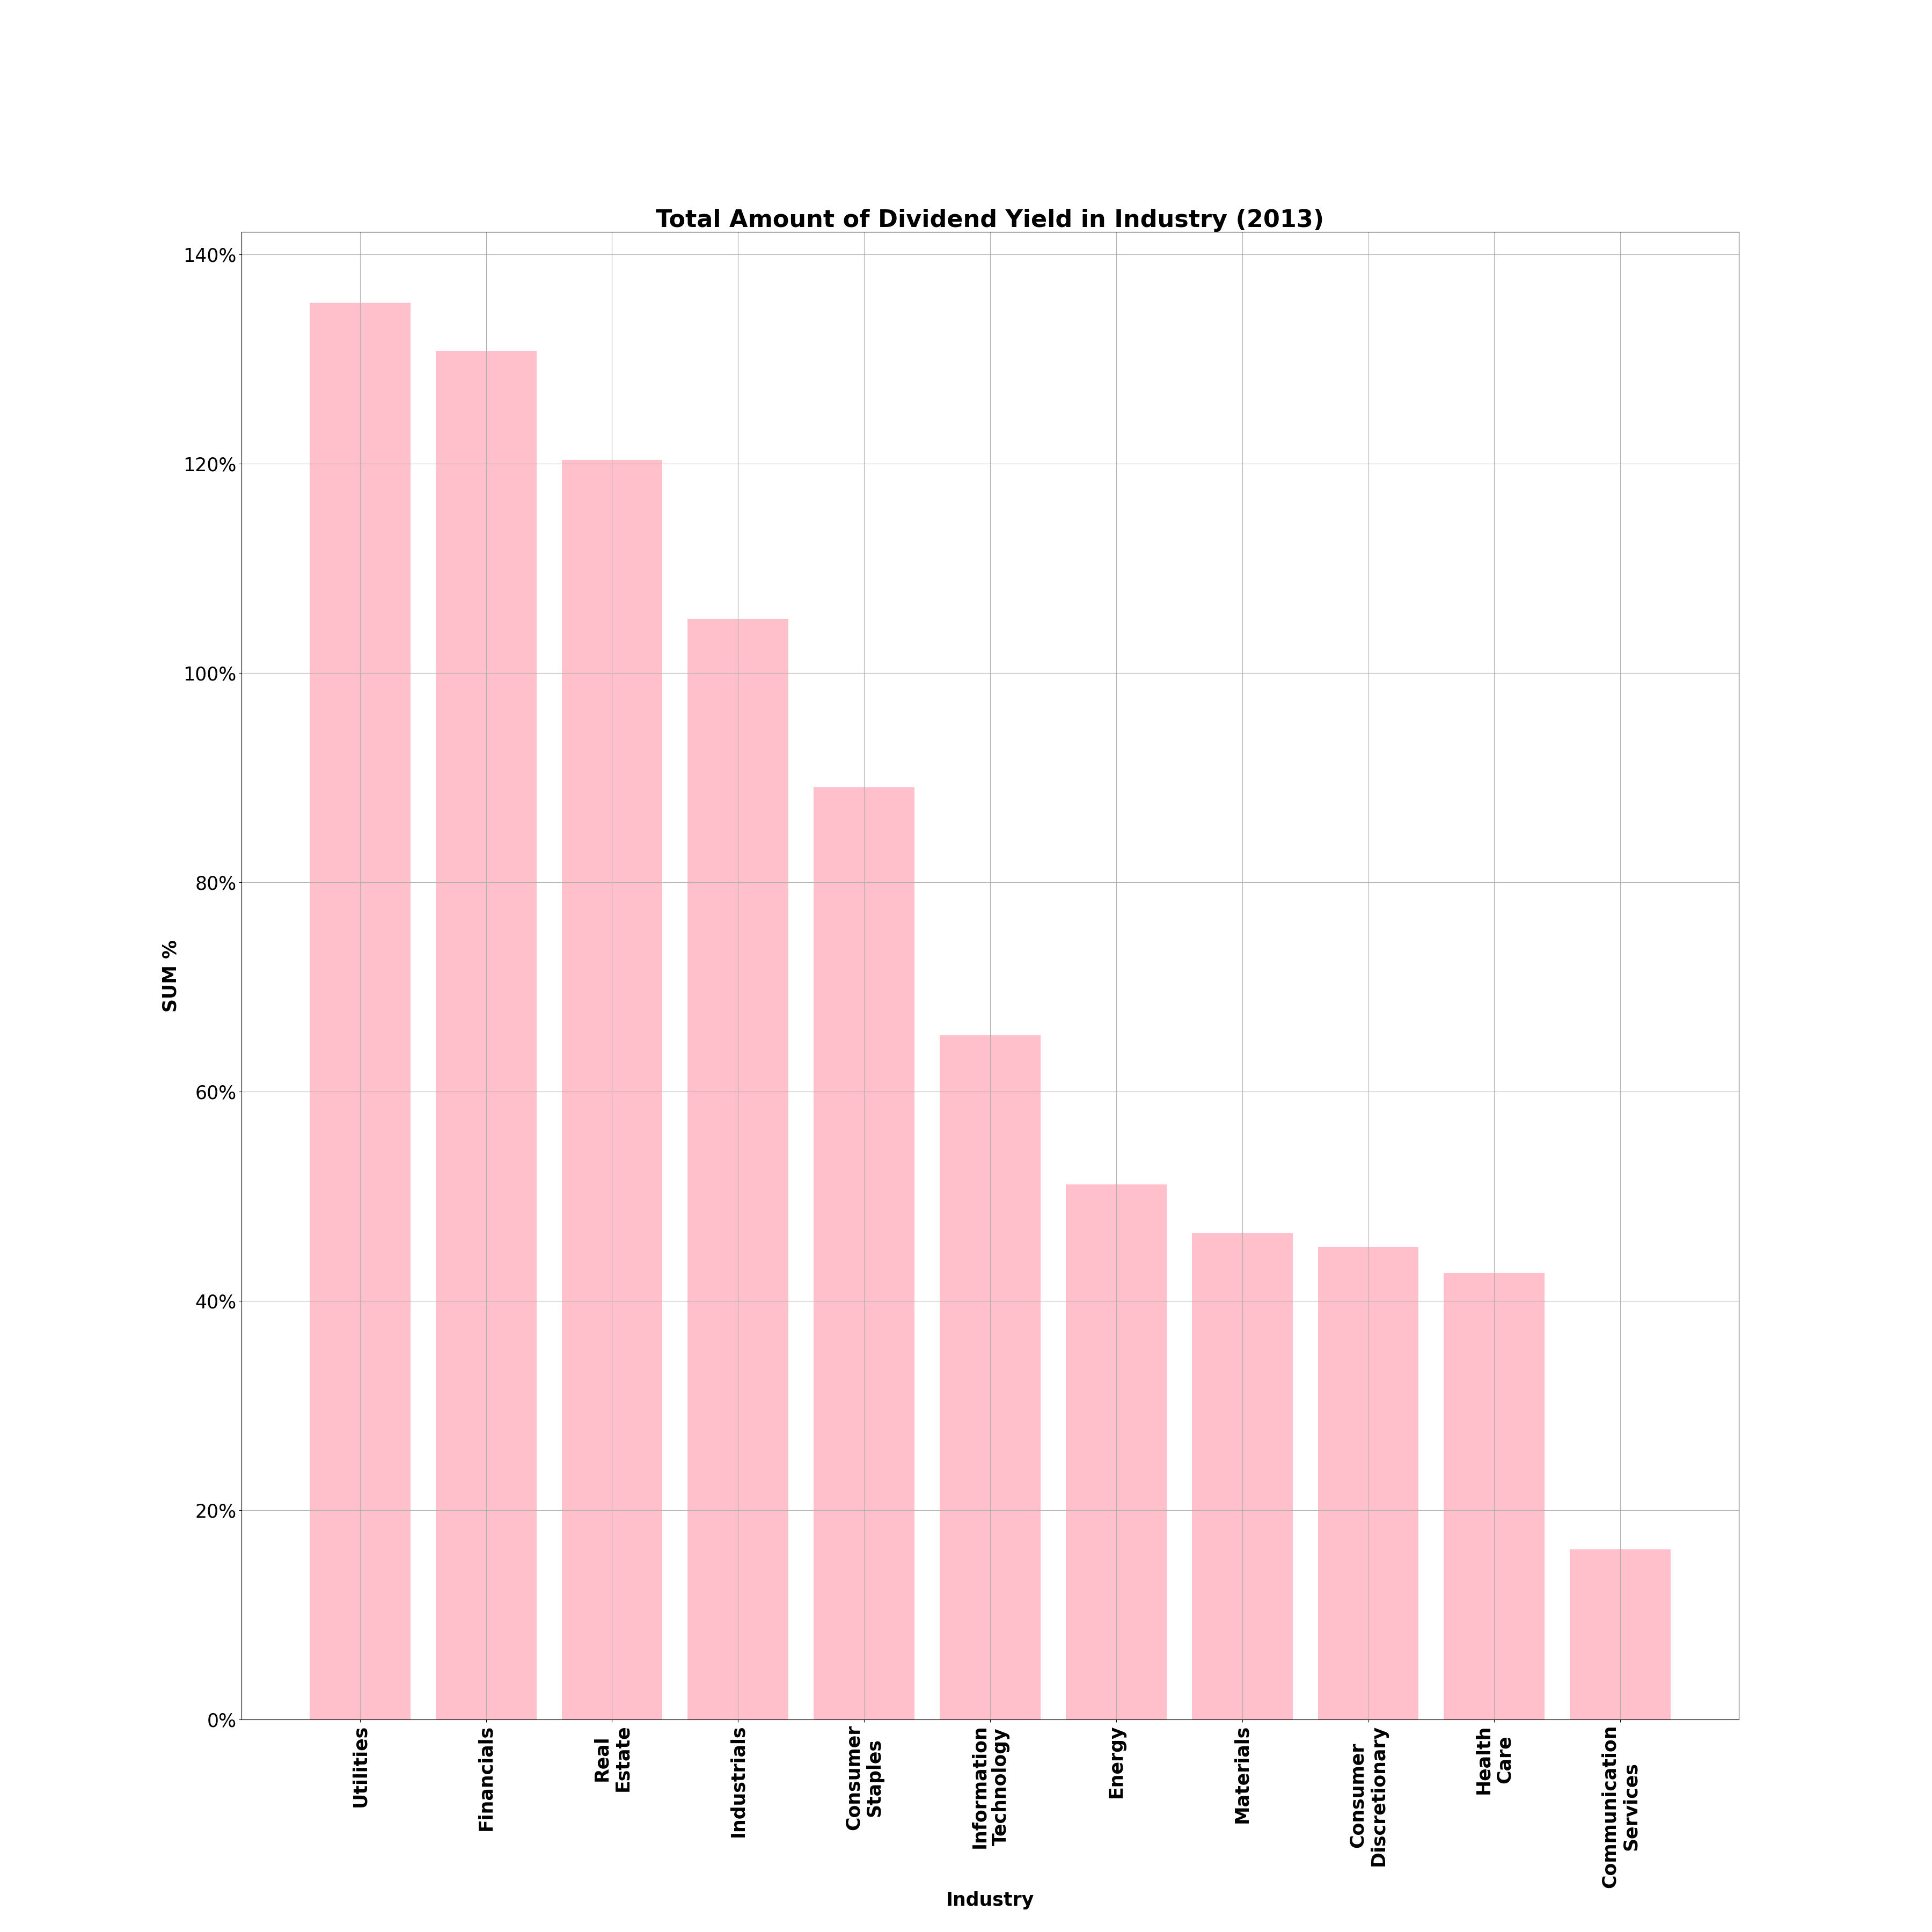 Total Amount of Dividend Yield in Industry (2013)
140%
120%
100%
80%
60%
40%
20%
0%
SUM %
Utilities
Financials
Real
Estate
Industrials
Consumer
Staples
Information
Technology
Energy
Materials
Consumer
Discretionary
Health
Care
Communication
Services
Industry